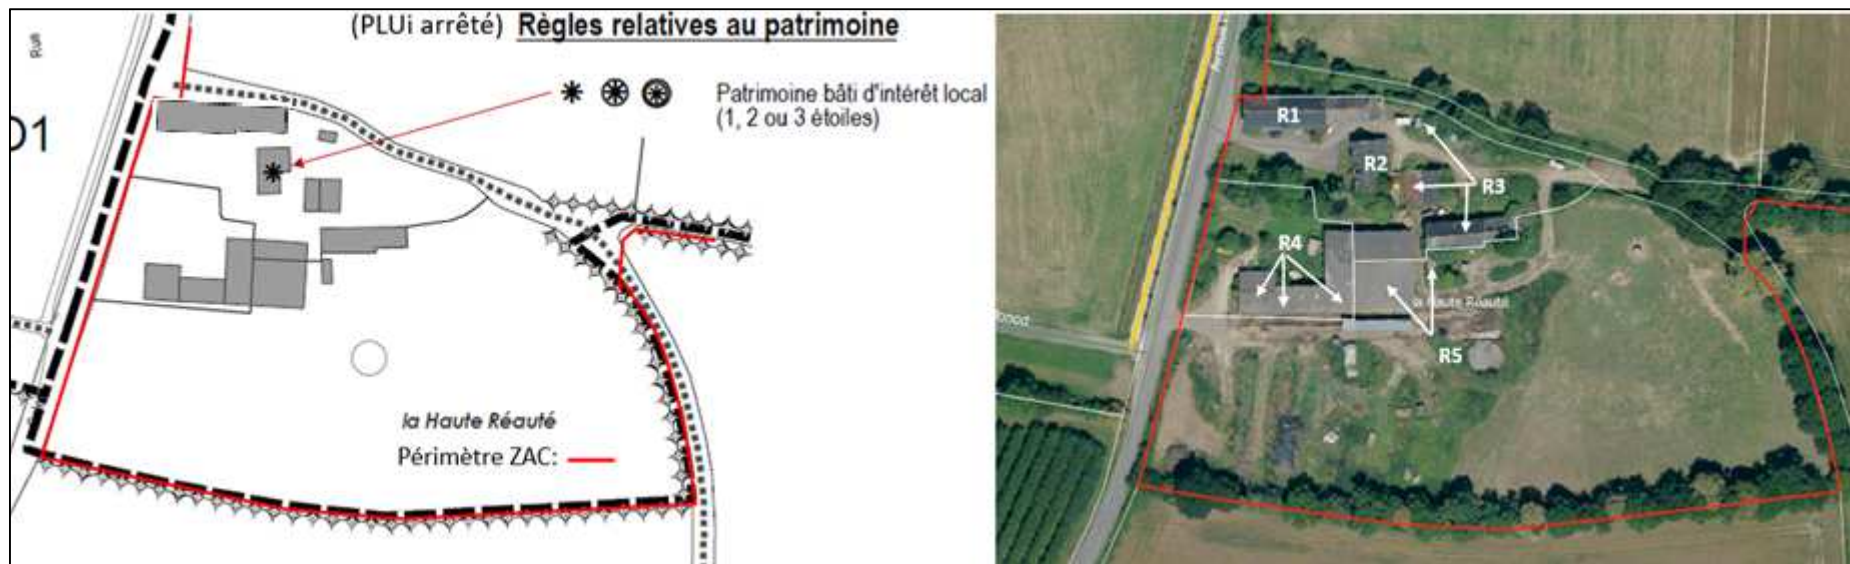 (PLUi arrêté) Règles relatives au patrimoine
Rue
Patrimoine bâti d'intérêt local
(1, 2 ou 3 étoiles)
la Haute Réauté
Périmètre ZAC:
R1
R2
R3
R4
la Haute Réauté
R5